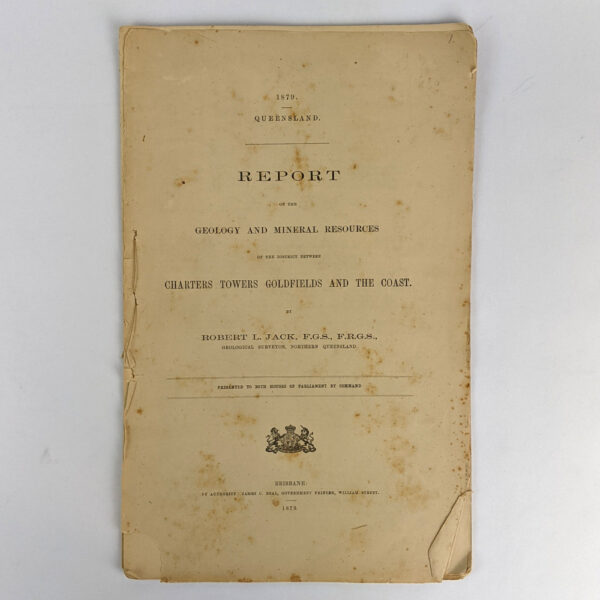 1879.
QUEENSLAND.
REPORT
ON THE
GEOLOGY AND MINERAL RESOURCES
OF THE DISTRICT BETWEEN
CHARTERS TOWERS GOLDFIELDS AND THE COAST.
BY
ROBERT L. JACK, F.G.S., F.R.G.S.,
GEOLOGICAL SURVEYOR, NORTHERN QUEENSLAND.
PRESENTED TO BOTH HOUSES OF PARLIAMENT BY COMMAND
BRISBANE:
BY AUTHORITY: JAMES C. BEAL, GOVERNMENT PRINTER, WILLIAM STREET.
1879.